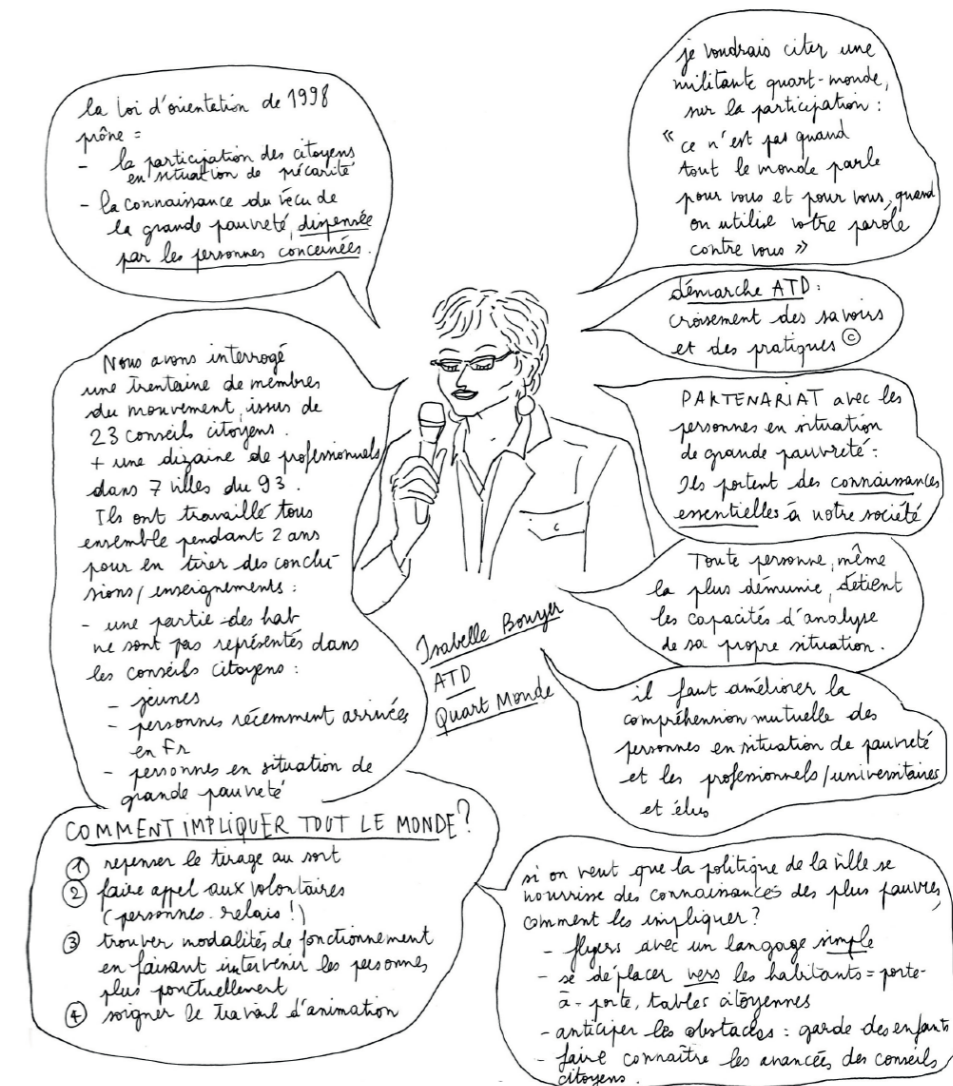 la loi d'orientation de 1998
prône =
- la participation des citoyens
en situation de précarité
- la connaissance du vécu de
la grande pauvreté, dispensée
par les personnes concernées.
je voudrais citer une
militante quart-monde,
sur la participation :
« ce n'est pas quand
tout le monde parle
pour vous et pour vous, quand
on utilise votre parole
contre vous »
démarche ATD :
croisement des savoirs
et des pratiques ©
PARTENARIAT avec les
personnes en situation
de grande pauvreté :
Ils portent des connaissances
essentielles à notre société
Toute personne, même
la plus démunie, détient
les capacités d'analyse
de sa propre situation.
il faut améliorer la
compréhension mutuelle des
personnes en situation de pauvreté
et les professionnels/universitaires
et élus
Nous avons interrogé
une trentaine de membres
du mouvement, issus de
23 conseils citoyens.
+ une dizaine de professionnels
dans 7 villes du 93.
Ils ont travaillé tous
ensemble pendant 2 ans
pour en tirer des conclu-
sions/enseignements :
- une partie des hab
ne sont pas représentés dans
les conseils citoyens :
- jeunes
- personnes récemment arrivées
en Fr
- personnes en situation de
grande pauvreté
Isabelle Bouyer
ATD
Quart Monde
COMMENT IMPLIQUER TOUT LE MONDE ?
① repenser le tirage au sort
② faire appel aux volontaires
(personnes-relais !)
③ trouver modalités de fonctionnement
en faisant intervenir les personnes
plus ponctuellement
④ soigner le travail d'animation
si on veut que la politique de la ville se
nourrisse des connaissances des plus pauvres,
comment les impliquer ?
- flyers avec un langage simple
- se déplacer vers les habitants = porte-
à-porte, tables citoyennes
- anticiper les obstacles : garde des enfants
- faire connaître les avancées des conseils
citoyens.